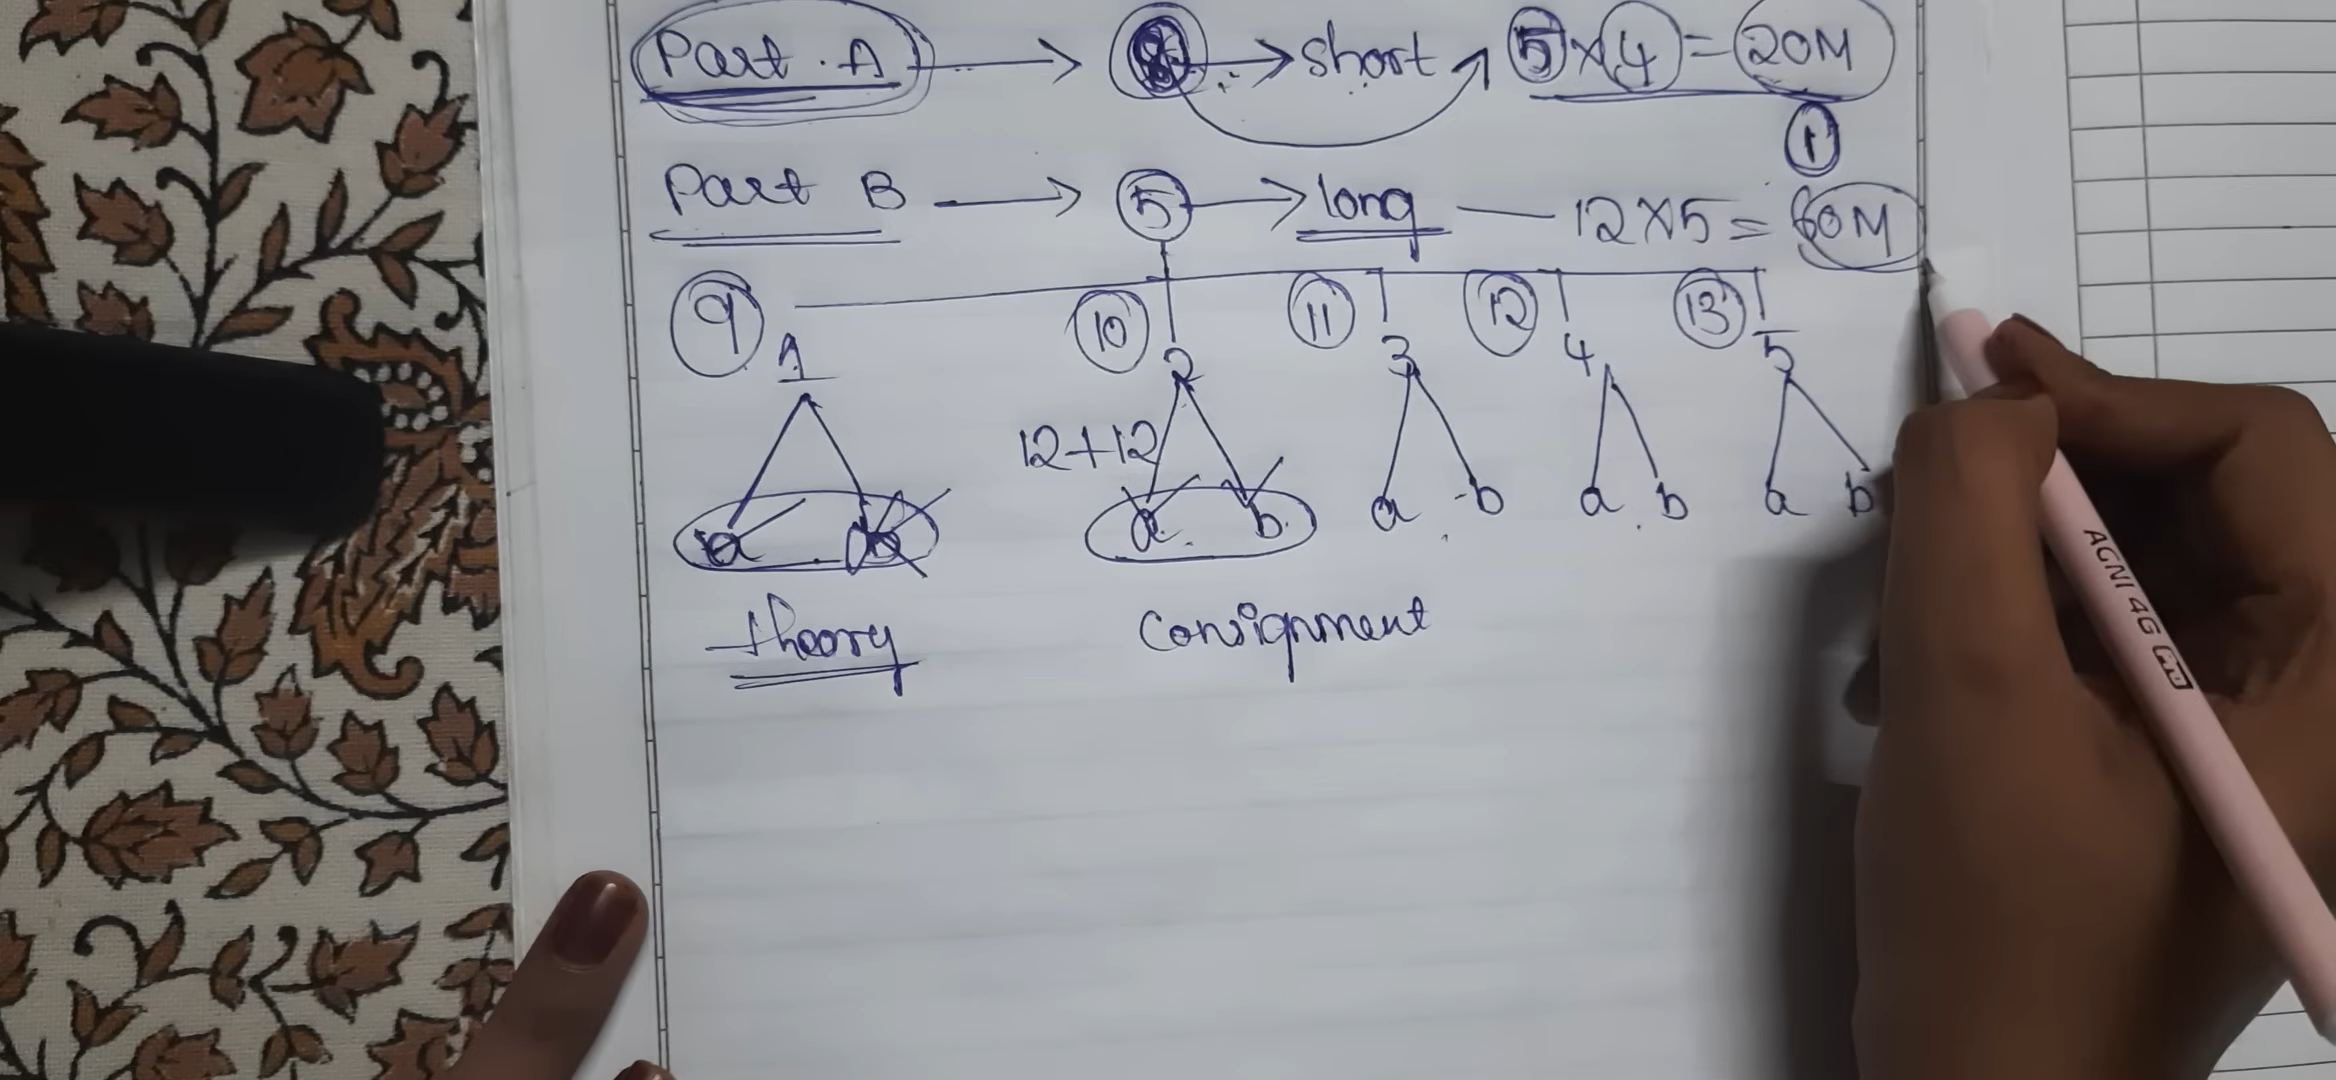 Part . A → 8 → short 5 × 4 = 20M
1
Part B → 5 → long — 12 × 5 = 60M
9 10 11 12 13
1 2 3 4 5
12+12
a b a b a b a b a b
theory Consignment
AGNI 4G